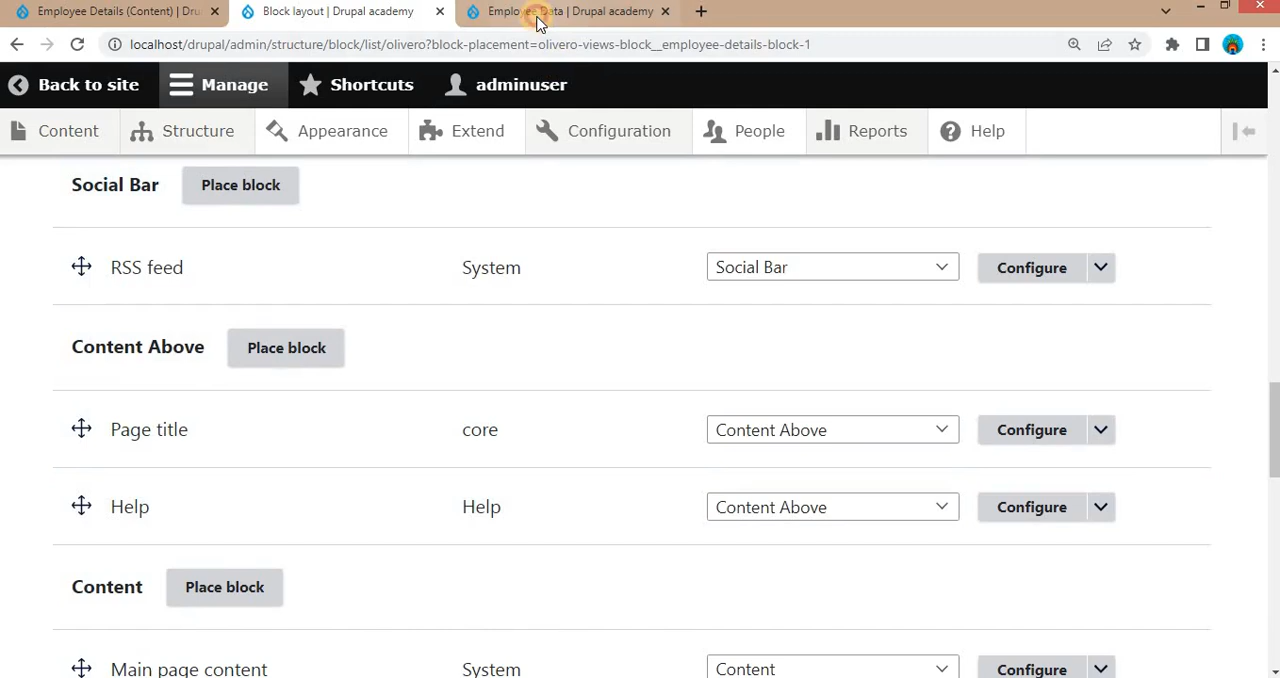 Employee Details (Content) | Dru
Block layout | Drupal academy
Employee Data | Drupal academy
localhost/drupal/admin/structure/block/list/olivero?block-placement=olivero-views-block__employee-details-block-1
Back to site
Manage
Shortcuts
adminuser
Content
Structure
Appearance
Extend
Configuration
People
Reports
Help
Social Bar
Place block
RSS feed
System
Social Bar
Configure
Content Above
Place block
Page title
core
Content Above
Configure
Help
Help
Content Above
Configure
Content
Place block
Main page content
System
Content
Configure